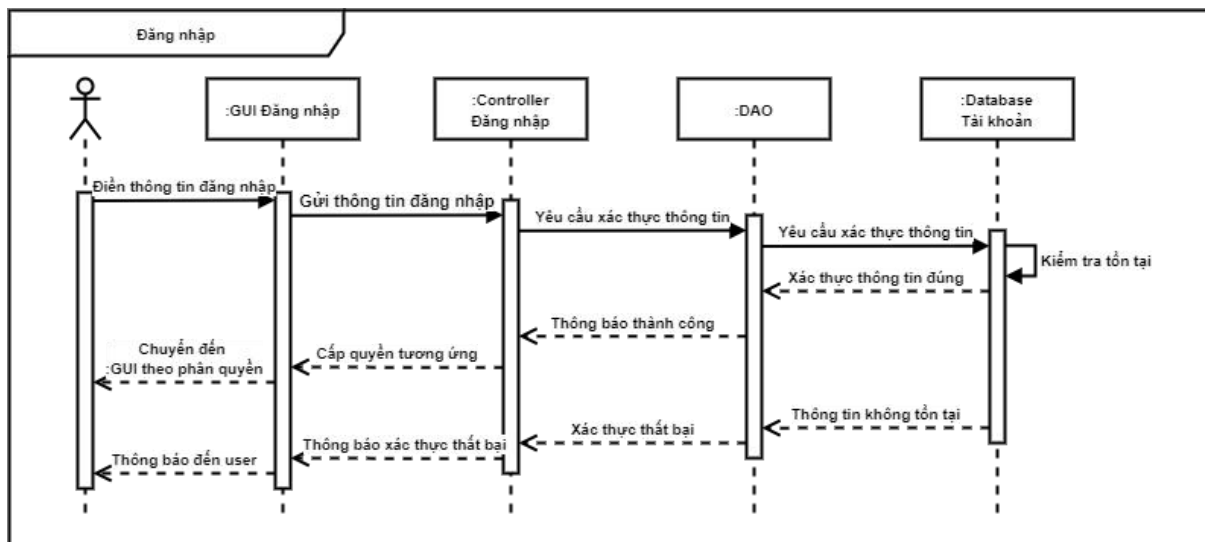 Đăng nhập
:GUI Đăng nhập
:Controller
Đăng nhập
:DAO
:Database
Tài khoản
Điền thông tin đăng nhập
Gửi thông tin đăng nhập
Yêu cầu xác thực thông tin
Yêu cầu xác thực thông tin
Kiểm tra tồn tại
Xác thực thông tin đúng
Thông báo thành công
Cấp quyền tương ứng
Chuyển đến
:GUI theo phân quyền
Thông tin không tồn tại
Xác thực thất bại
Thông báo xác thực thất bại
Thông báo đến user